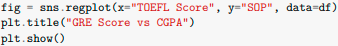 fig = sns.regplot(x="TOEFL Score", y="SOP", data=df)
plt.title("GRE Score vs CGPA")
plt.show()